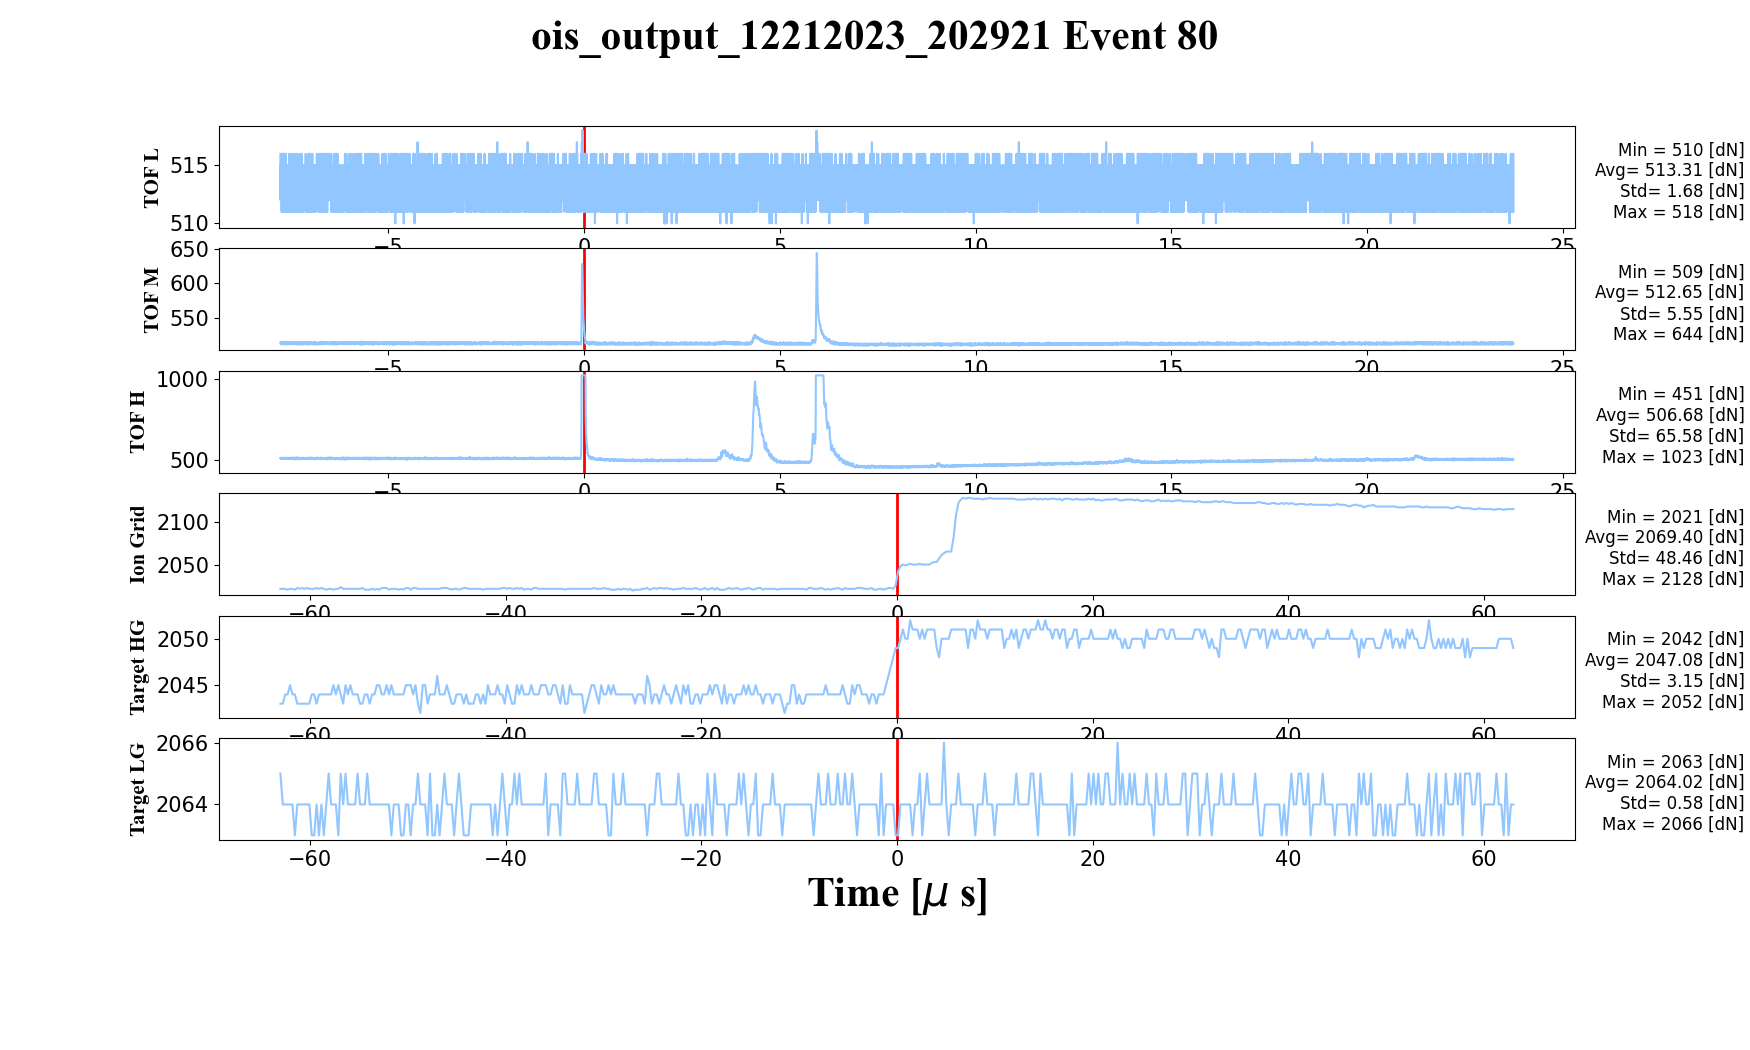 ois_output_12212023_202921 Event 80
TOF L
515
510
Min = 510 [dN]
Avg= 513.31 [dN]
Std= 1.68 [dN]
Max = 518 [dN]
−5 0 5 10 15 20 25
TOF M
650
600
550
Min = 509 [dN]
Avg= 512.65 [dN]
Std= 5.55 [dN]
Max = 644 [dN]
−5 0 5 10 15 20 25
TOF H
1000
500
Min = 451 [dN]
Avg= 506.68 [dN]
Std= 65.58 [dN]
Max = 1023 [dN]
−5 0 5 10 15 20 25
Ion Grid
2100
2050
Min = 2021 [dN]
Avg= 2069.40 [dN]
Std= 48.46 [dN]
Max = 2128 [dN]
−60 −40 −20 0 20 40 60
Target HG
2050
2045
Min = 2042 [dN]
Avg= 2047.08 [dN]
Std= 3.15 [dN]
Max = 2052 [dN]
−60 −40 −20 0 20 40 60
Target LG
2066
2064
Min = 2063 [dN]
Avg= 2064.02 [dN]
Std= 0.58 [dN]
Max = 2066 [dN]
−60 −40 −20 0 20 40 60
Time [μ s]